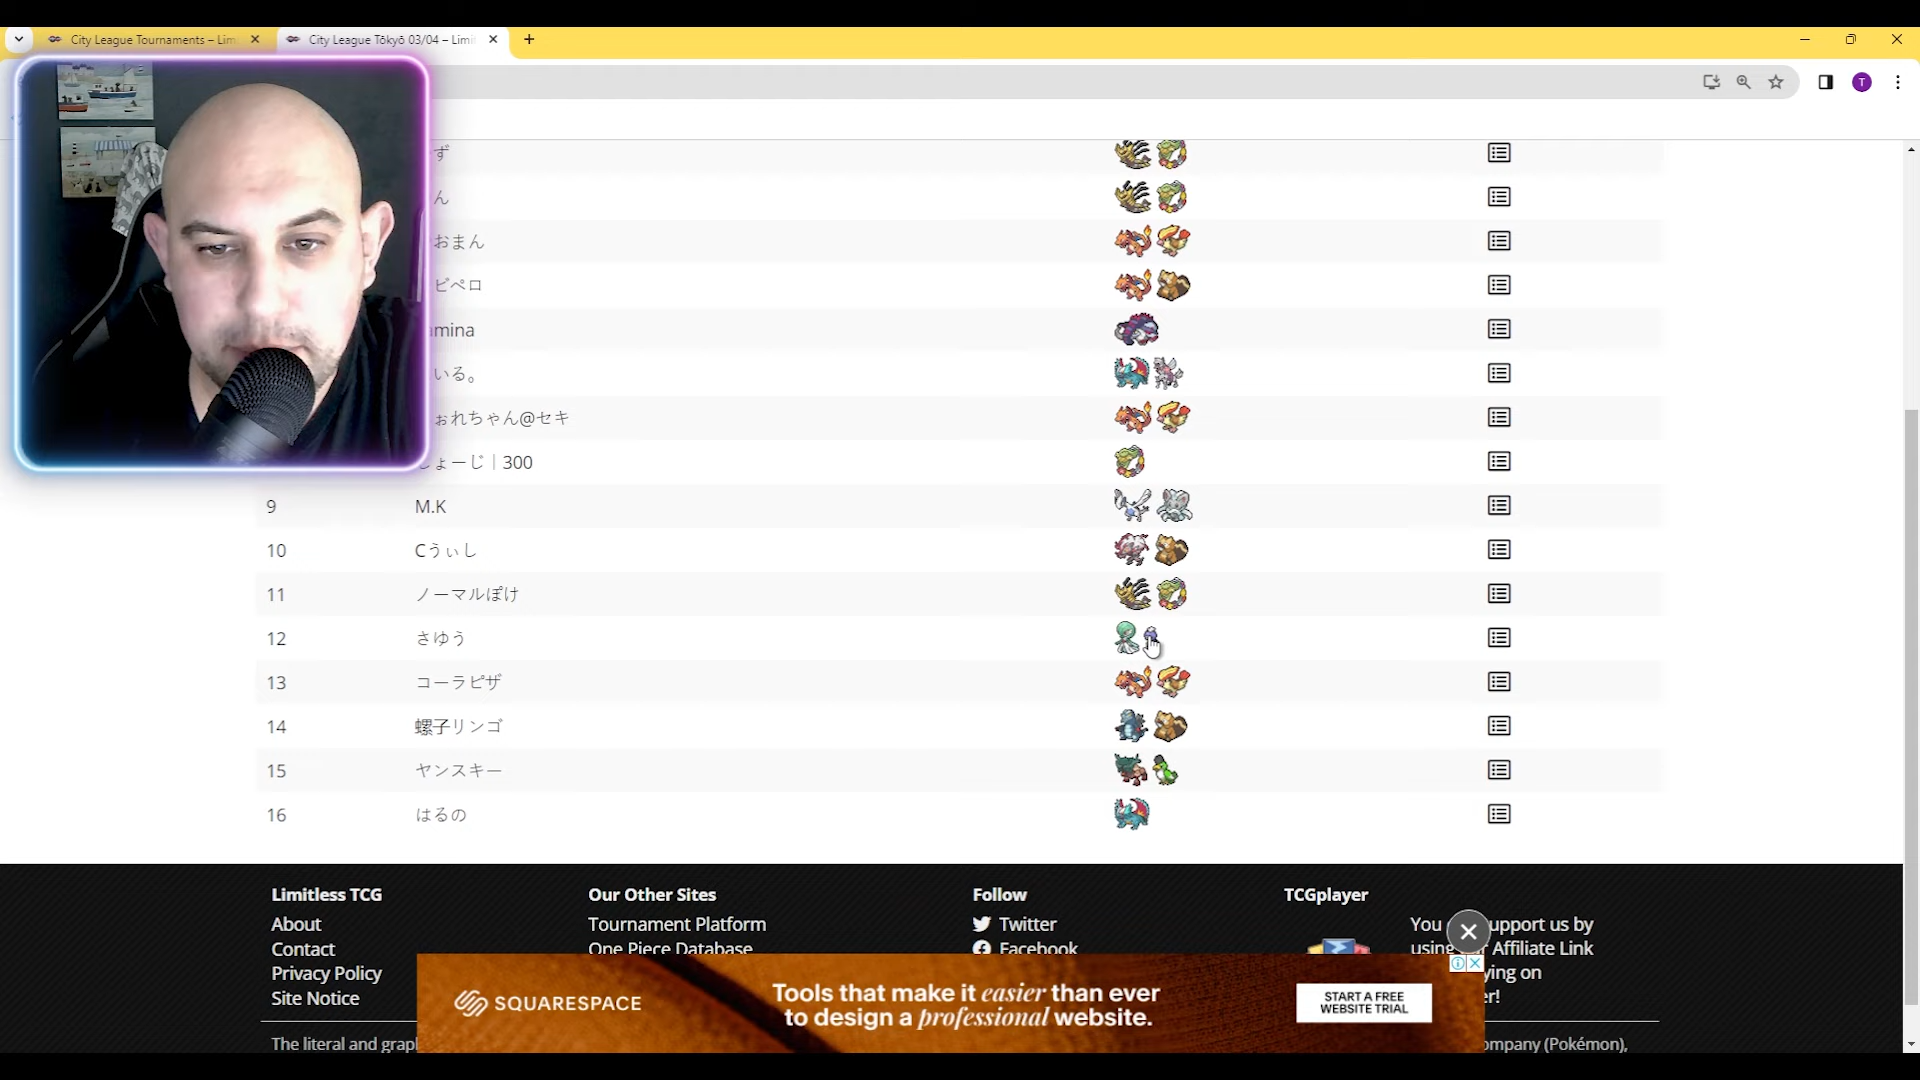 City League Tournaments – Lim
City League Tōkyō 03/04 – Limi
T
ず
ん
おまん
ピペロ
amina
いる。
ぉれちゃん@セキ
ょーじ｜300
9 M.K
10 Cうぃし
11 ノーマルぽけ
12 さゆう
13 コーラピザ
14 螺子リンゴ
15 ヤンスキー
16 はるの
Limitless TCG
About
Contact
Privacy Policy
Site Notice
Our Other Sites
Tournament Platform
One Piece Database
Follow
Twitter
Facebook
TCGplayer
You upport us by
using Affiliate Link
ying on
er!
SQUARESPACE
Tools that make it easier than ever
to design a professional website.
START A FREE
WEBSITE TRIAL
The literal and grap
ompany (Pokémon),